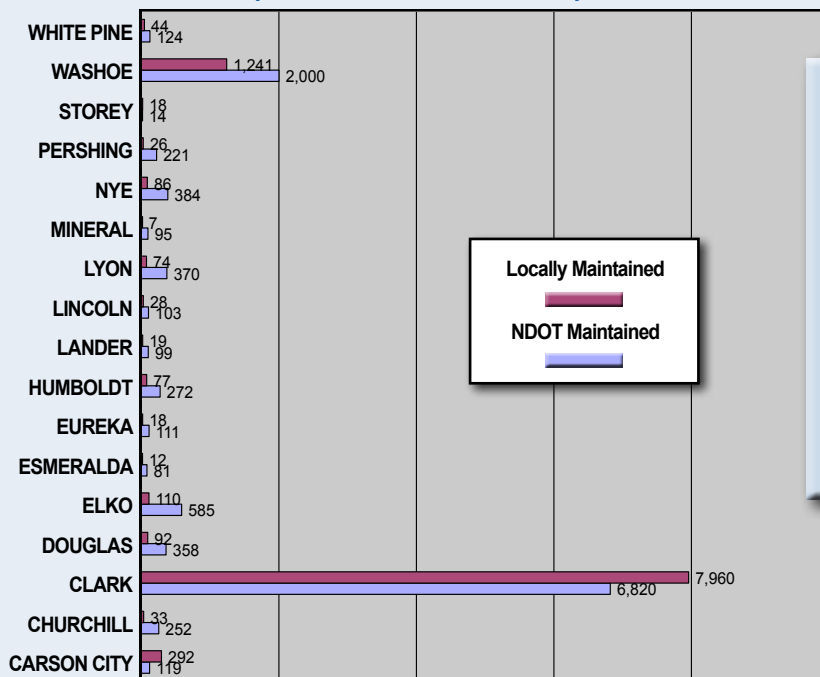 WHITE PINE
44
124
WASHOE
1,241
2,000
STOREY
18
14
PERSHING
26
221
NYE
86
384
MINERAL
7
95
LYON
74
370
LINCOLN
28
103
LANDER
19
99
HUMBOLDT
77
272
EUREKA
18
111
ESMERALDA
12
81
ELKO
110
585
DOUGLAS
92
358
CLARK
7,960
6,820
CHURCHILL
33
252
CARSON CITY
292
119
Locally Maintained
NDOT Maintained